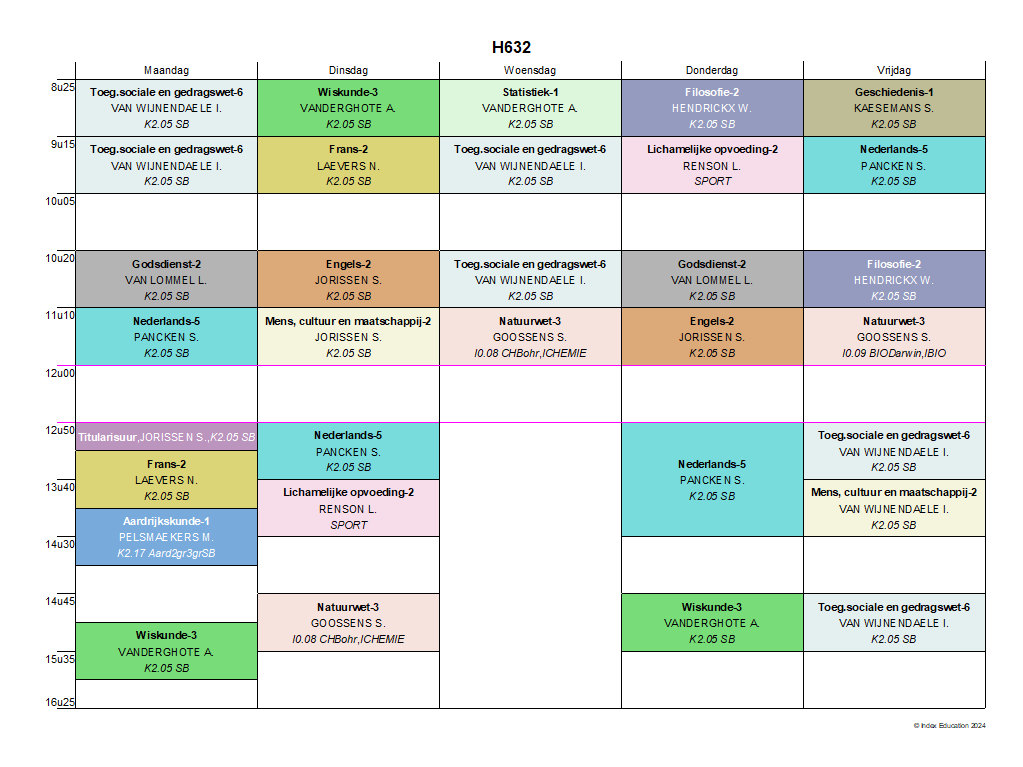 H632
Maandag Dinsdag Woensdag Donderdag Vrijdag
8u25
Toeg.sociale en gedragswet-6
VAN WIJNENDAELE I.
K2.05 SB
Wiskunde-3
VANDERGHOTE A.
K2.05 SB
Statistiek-1
VANDERGHOTE A.
K2.05 SB
Filosofie-2
HENDRICKX W.
K2.05 SB
Geschiedenis-1
KAESEMANS S.
K2.05 SB
9u15
Toeg.sociale en gedragswet-6
VAN WIJNENDAELE I.
K2.05 SB
Frans-2
LAEVERS N.
K2.05 SB
Toeg.sociale en gedragswet-6
VAN WIJNENDAELE I.
K2.05 SB
Lichamelijke opvoeding-2
RENSON L.
SPORT
Nederlands-5
PANCKEN S.
K2.05 SB
10u05
10u20
Godsdienst-2
VAN LOMMEL L.
K2.05 SB
Engels-2
JORISSEN S.
K2.05 SB
Toeg.sociale en gedragswet-6
VAN WIJNENDAELE I.
K2.05 SB
Godsdienst-2
VAN LOMMEL L.
K2.05 SB
Filosofie-2
HENDRICKX W.
K2.05 SB
11u10
Nederlands-5
PANCKEN S.
K2.05 SB
Mens, cultuur en maatschappij-2
JORISSEN S.
K2.05 SB
Natuurwet-3
GOOSSENS S.
I0.08 CHBohr,ICHEMIE
Engels-2
JORISSEN S.
K2.05 SB
Natuurwet-3
GOOSSENS S.
I0.09 BIODarwin,IBIO
12u00
12u50
Titularisuur,JORISSEN S.,K2.05 SB
Frans-2
LAEVERS N.
K2.05 SB
Nederlands-5
PANCKEN S.
K2.05 SB
Nederlands-5
PANCKEN S.
K2.05 SB
Toeg.sociale en gedragswet-6
VAN WIJNENDAELE I.
K2.05 SB
13u40
Aardrijkskunde-1
PELSMAEKERS M.
K2.17 Aard2gr3grSB
Lichamelijke opvoeding-2
RENSON L.
SPORT
Mens, cultuur en maatschappij-2
VAN WIJNENDAELE I.
K2.05 SB
14u30
14u45
Wiskunde-3
VANDERGHOTE A.
K2.05 SB
Natuurwet-3
GOOSSENS S.
I0.08 CHBohr,ICHEMIE
Wiskunde-3
VANDERGHOTE A.
K2.05 SB
Toeg.sociale en gedragswet-6
VAN WIJNENDAELE I.
K2.05 SB
15u35
16u25
© Index Education 2024